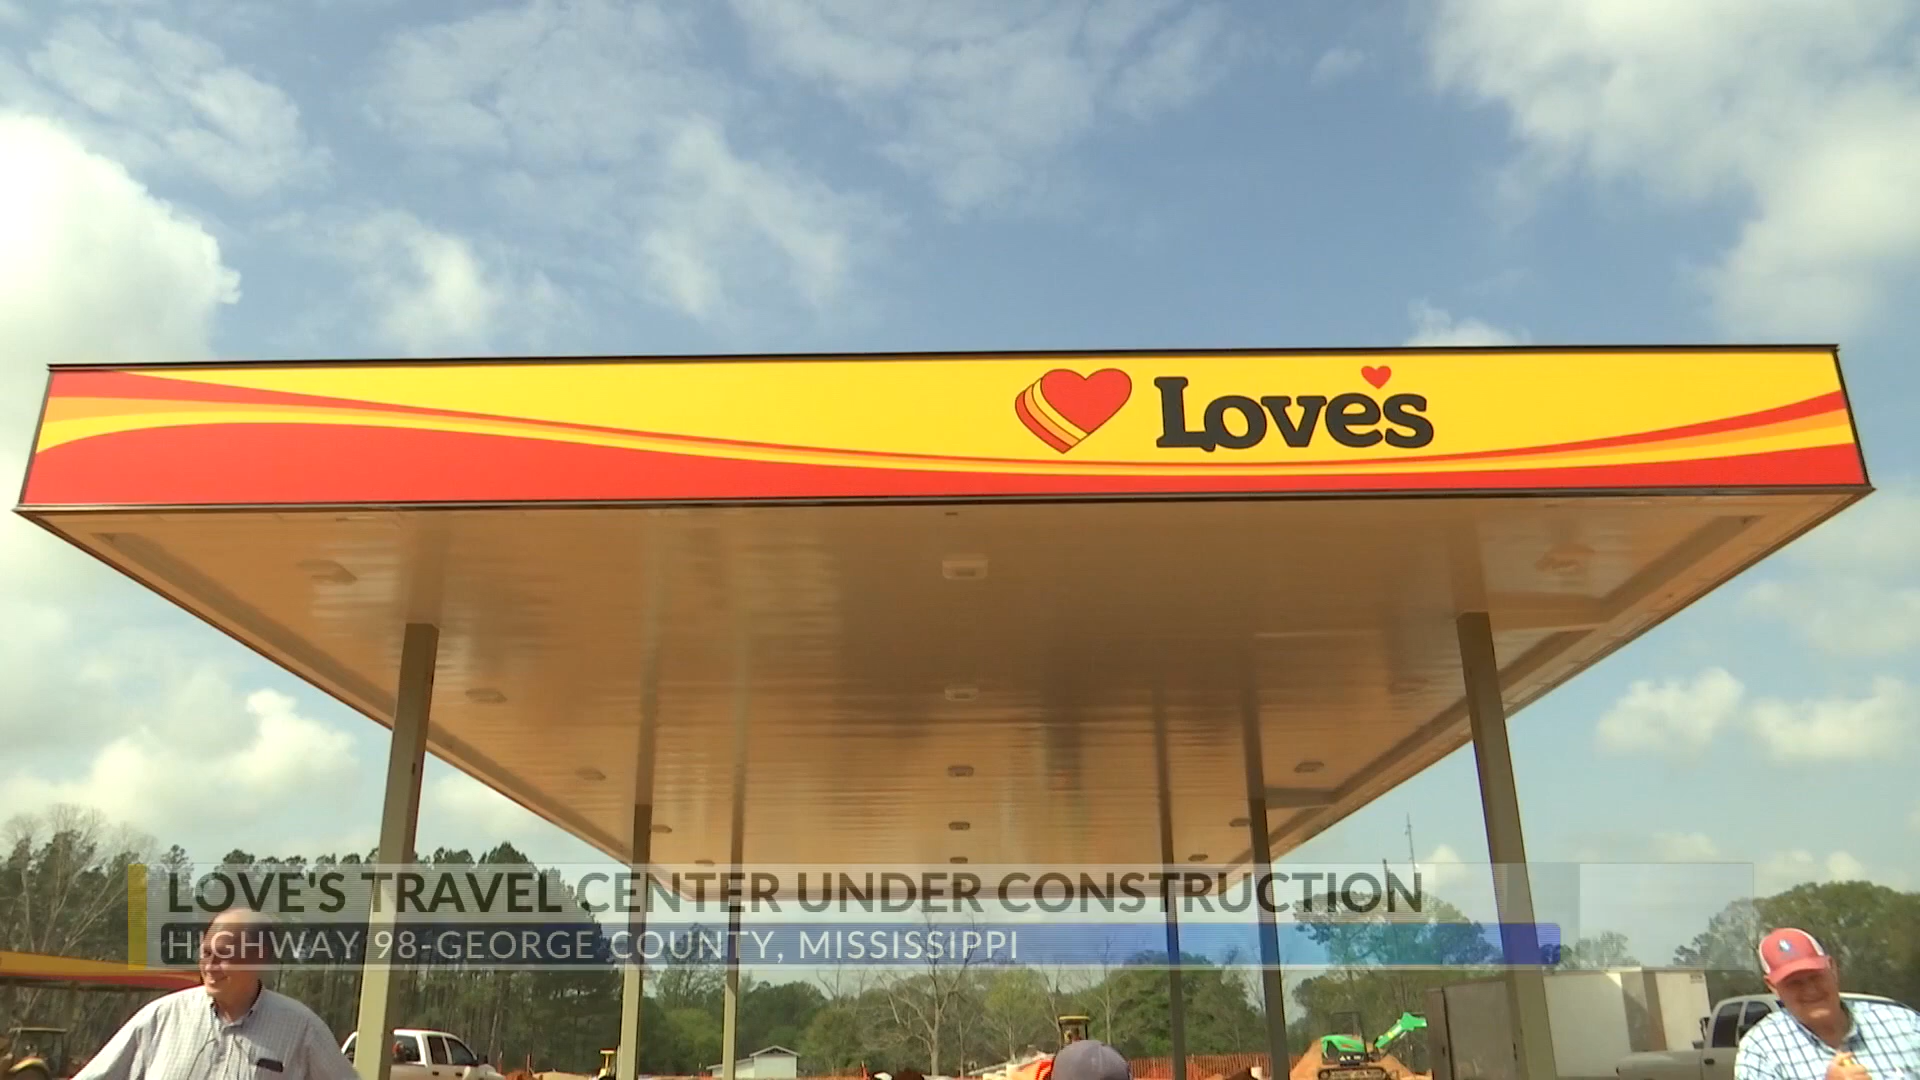 Love's
LOVE'S TRAVEL CENTER UNDER CONSTRUCTION
HIGHWAY 98-GEORGE COUNTY, MISSISSIPPI